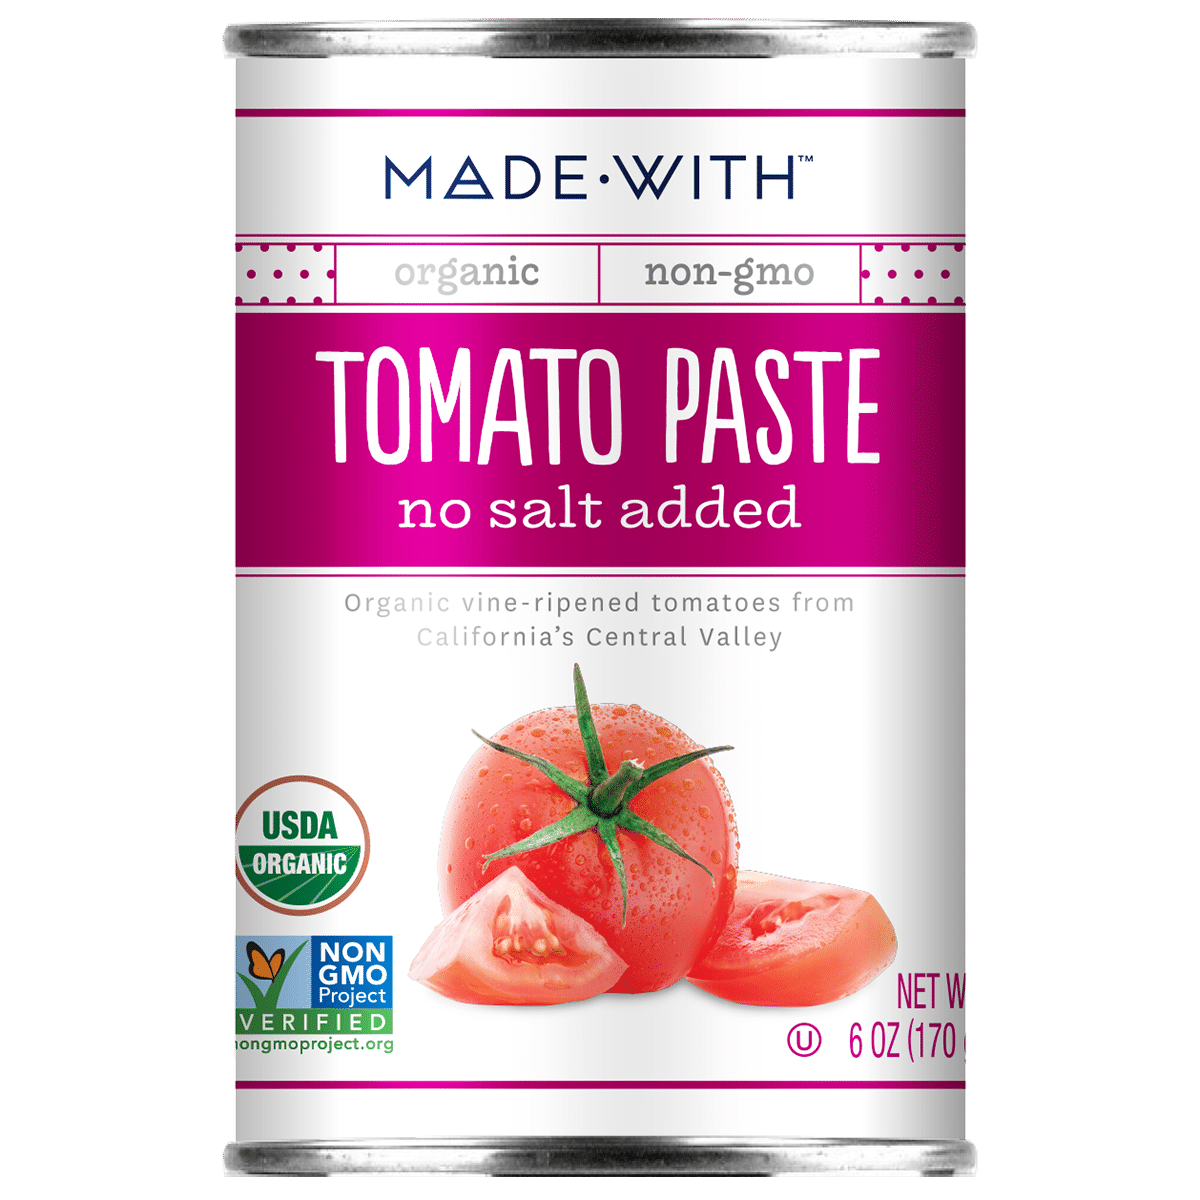 MADE·WITH™
organic non-gmo
TOMATO PASTE
no salt added
Organic vine-ripened tomatoes from
California's Central Valley
USDA
ORGANIC
NON
GMO
Project
VERIFIED
nongmoproject.org
NET W
U 6 OZ (170 g